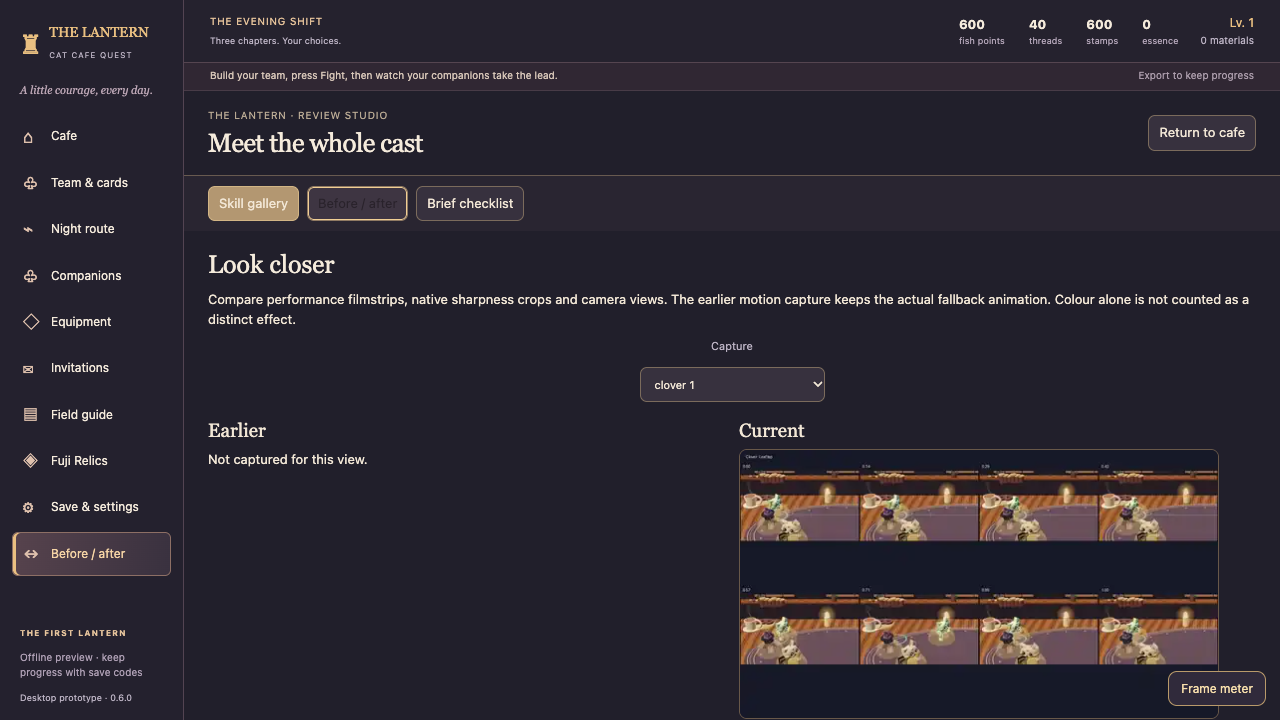 THE LANTERN
CAT CAFE QUEST
A little courage, every day.
Cafe
Team & cards
Night route
Companions
Equipment
Invitations
Field guide
Fuji Relics
Save & settings
Before / after
THE FIRST LANTERN
Offline preview · keep
progress with save codes
Desktop prototype · 0.6.0
THE EVENING SHIFT
Three chapters. Your choices.
600
fish points
40
threads
600
stamps
0
essence
Lv. 1
0 materials
Build your team, press Fight, then watch your companions take the lead.
Export to keep progress
THE LANTERN · REVIEW STUDIO
Meet the whole cast
Return to cafe
Skill gallery
Before / after
Brief checklist
Look closer
Compare performance filmstrips, native sharpness crops and camera views. The earlier motion capture keeps the actual fallback animation. Colour alone is not counted as a
distinct effect.
Capture
clover 1
Earlier
Not captured for this view.
Current
Frame meter